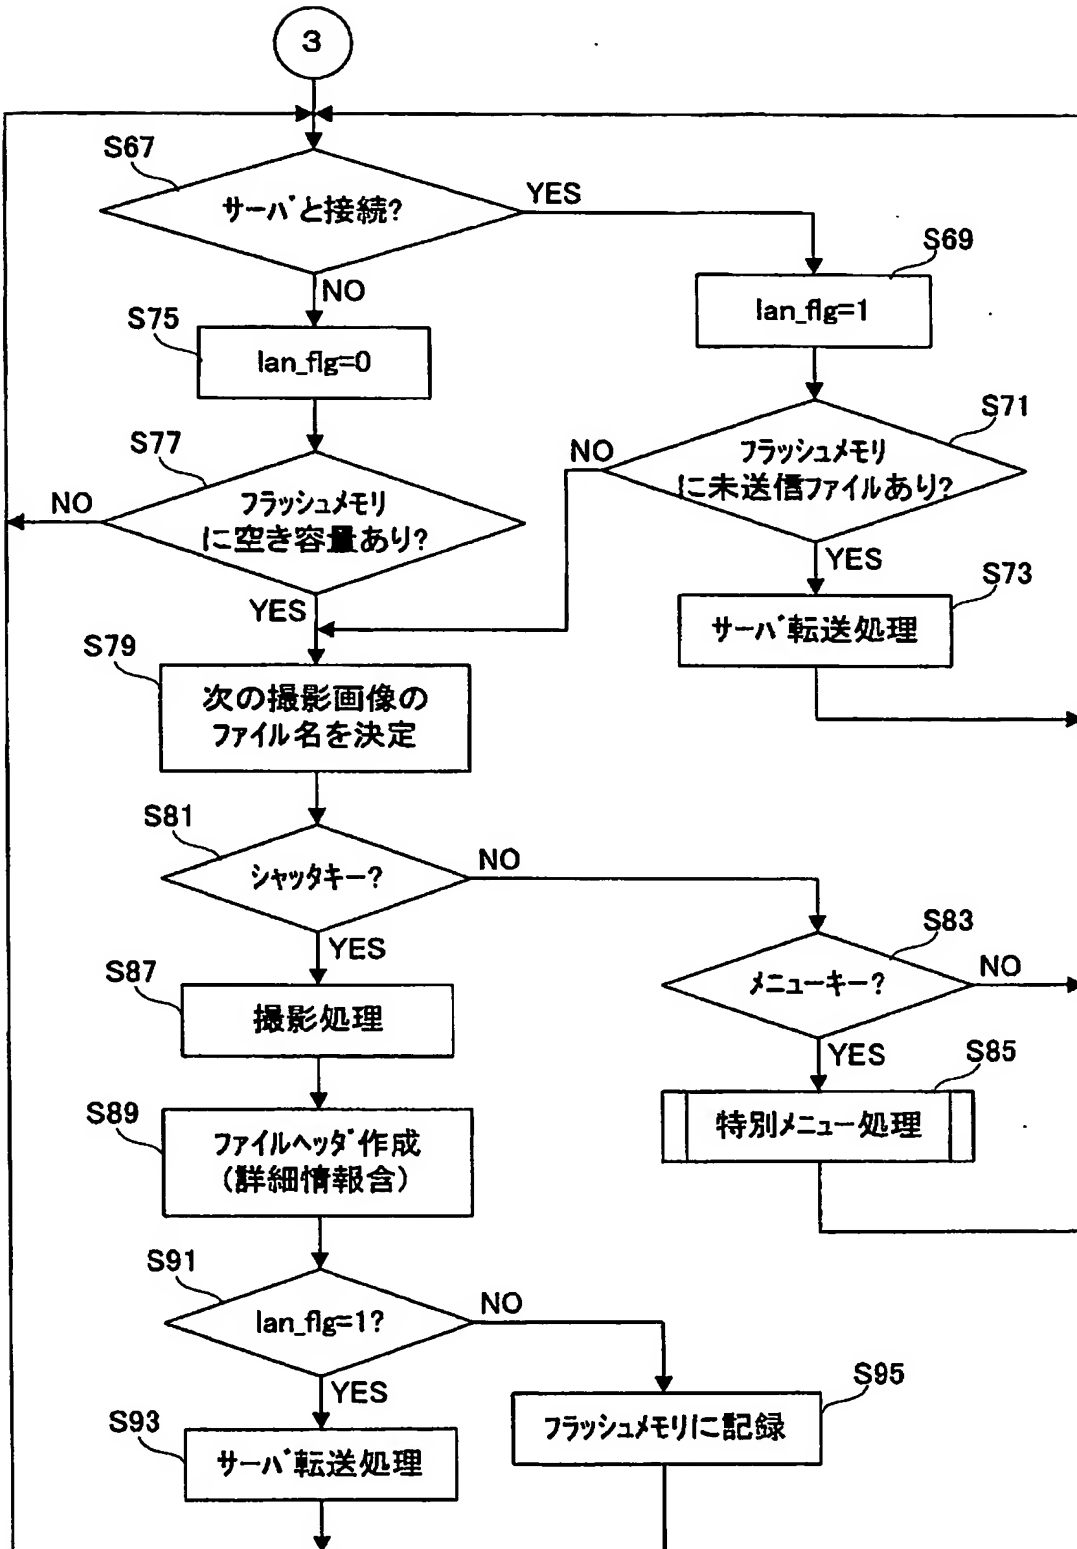 3
S67
サーバと接続?
YES
NO
S69
lan_flg=1
S75
lan_flg=0
S71
フラッシュメモリ
に未送信ファイルあり?
NO
YES
S77
フラッシュメモリ
に空き容量あり?
NO
YES
S73
サーバ転送処理
S79
次の撮影画像の
ファイル名を決定
S81
シャッタキー?
NO
YES
S83
メニューキー?
NO
YES
S87
撮影処理
S85
特別メニュー処理
S89
ファイルヘッダ作成
(詳細情報含)
S91
lan_flg=1?
NO
YES
S95
フラッシュメモリに記録
S93
サーバ転送処理